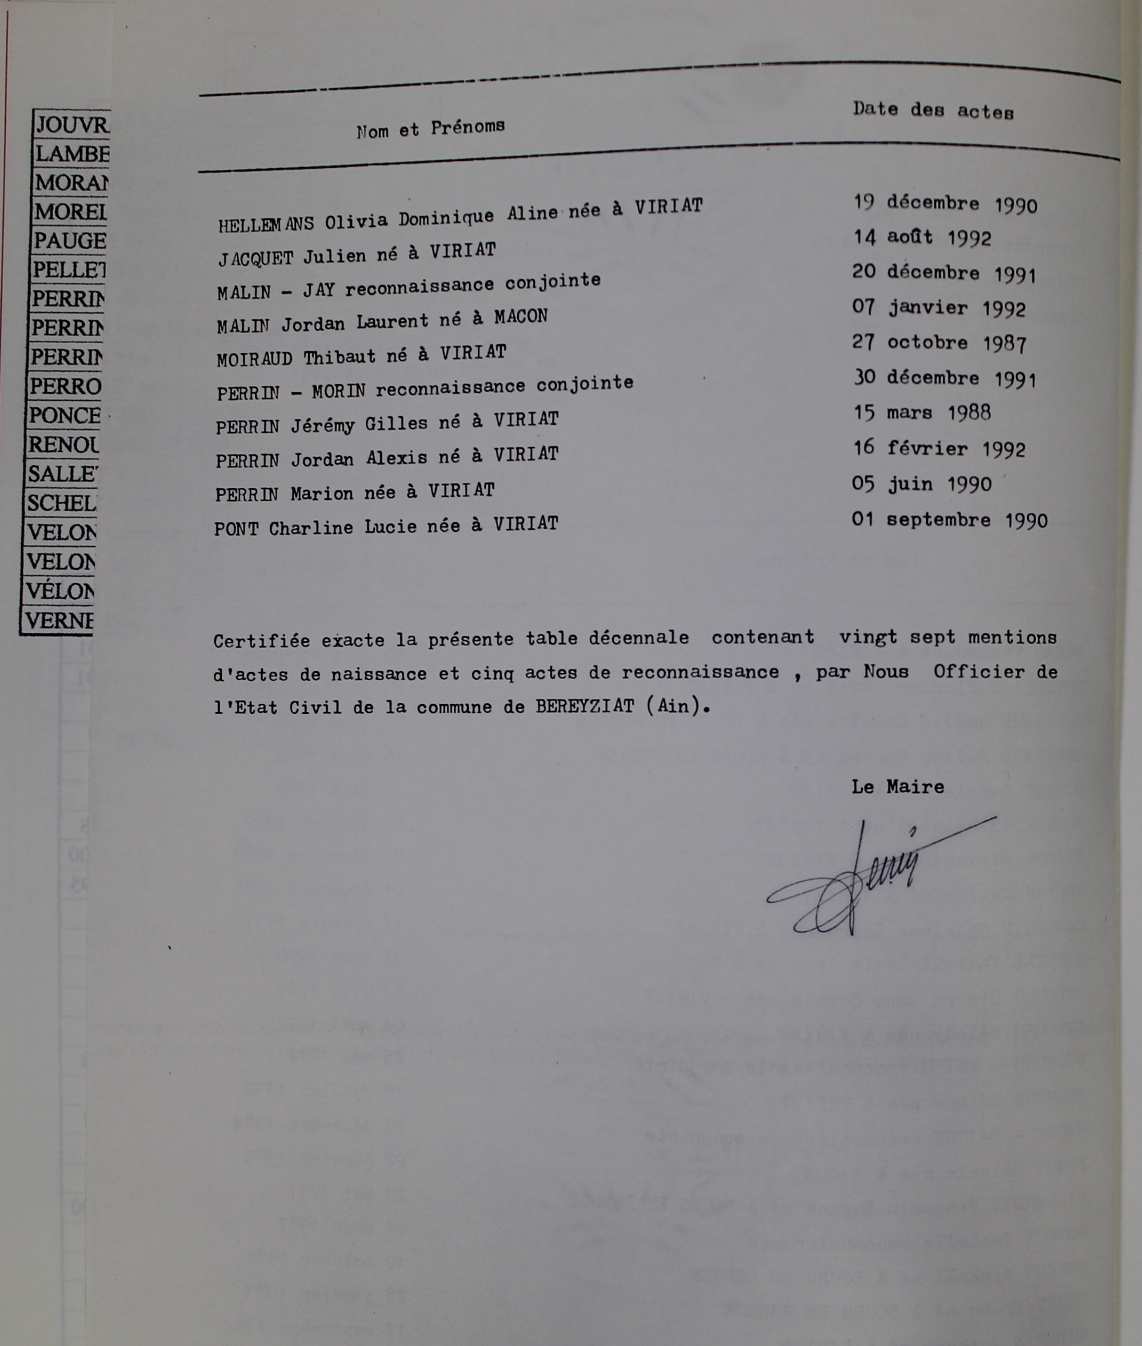 JOUVR
LAMBE
MORAN
MOREL
PAUGE
PELLET
PERRIN
PERRIN
PERRIN
PERRO
PONCE
RENOU
SALLET
SCHEL
VELON
VELON
VÉLON
VERNE
Nom et Prénoms Date des actes
HELLEMANS Olivia Dominique Aline née à VIRIAT 19 décembre 1990
JACQUET Julien né à VIRIAT 14 août 1992
MALIN - JAY reconnaissance conjointe 20 décembre 1991
MALIN Jordan Laurent né à MACON 07 janvier 1992
MOIRAUD Thibaut né à VIRIAT 27 octobre 1987
PERRIN - MORIN reconnaissance conjointe 30 décembre 1991
PERRIN Jérémy Gilles né à VIRIAT 15 mars 1988
PERRIN Jordan Alexis né à VIRIAT 16 février 1992
PERRIN Marion née à VIRIAT 05 juin 1990
PONT Charline Lucie née à VIRIAT 01 septembre 1990
Certifiée exacte la présente table décennale contenant vingt sept mentions
d'actes de naissance et cinq actes de reconnaissance , par Nous Officier de
l'Etat Civil de la commune de BEREYZIAT (Ain).
Le Maire